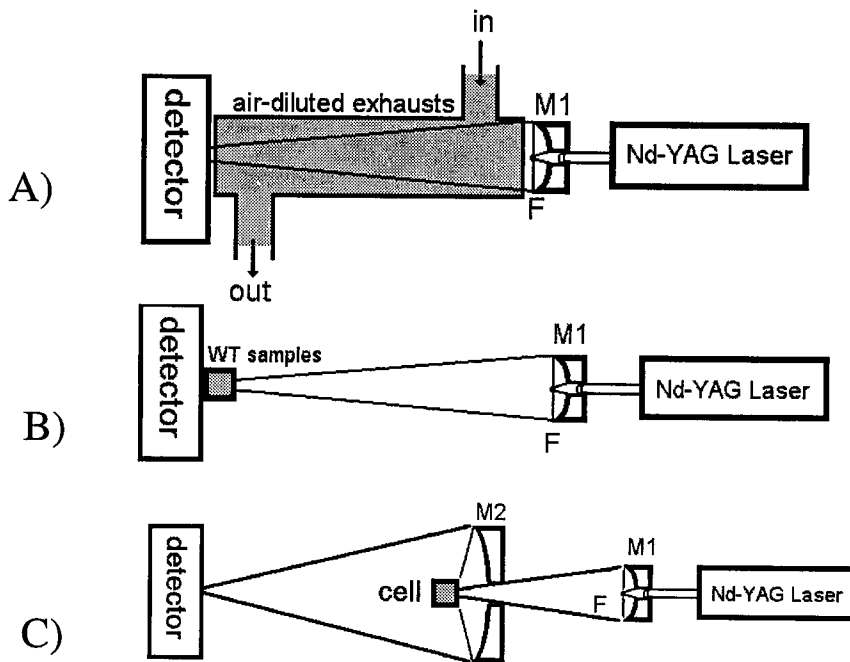 A)
detector
in
air-diluted exhausts
M1
Nd-YAG Laser
F
out
B)
detector
WT samples
M1
Nd-YAG Laser
F
C)
detector
M2
cell
M1
F
Nd-YAG Laser